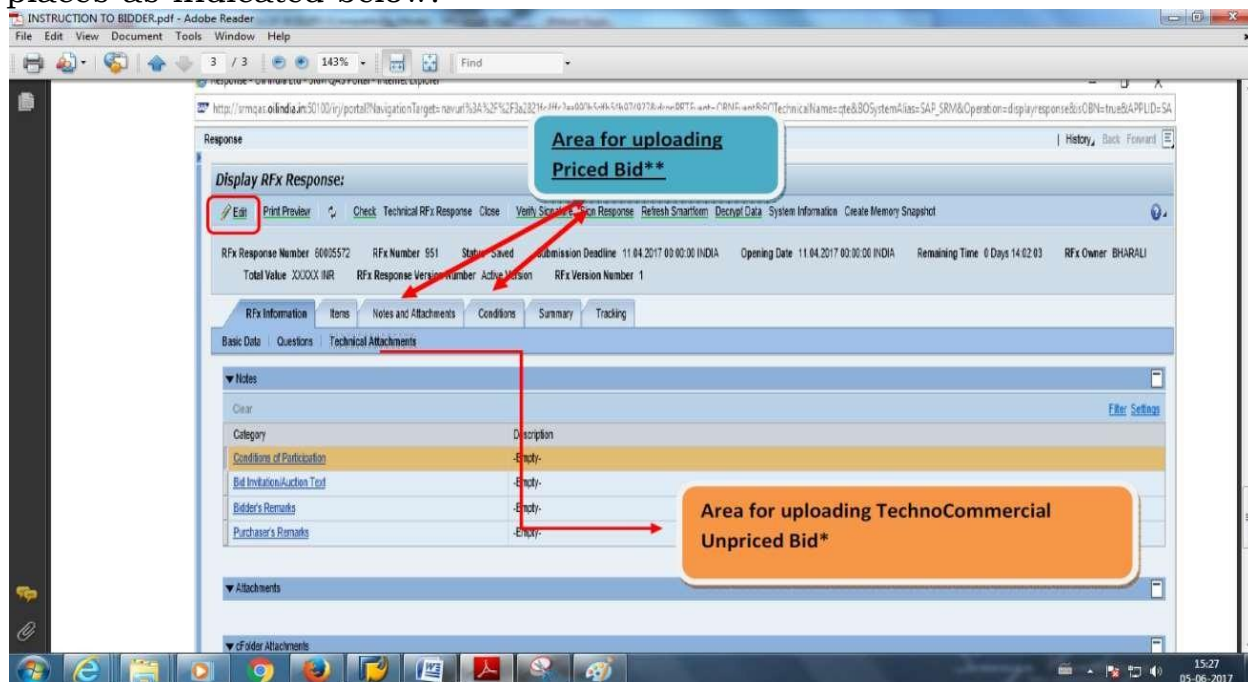 places as indicated below:
INSTRUCTION TO BIDDER.pdf - Adobe Reader
File Edit View Document Tools Window Help
3 / 3 143% Find
Response
History, Back Forward
Area for uploading
Priced Bid**
Display RFx Response:
Edit Print Preview Check Technical RFx Response Close Verify Signature Sign Response Refresh Smartform Decrypt Data System Information Create Memory Snapshot
RFx Response Number 60005572 RFx Number 951 Status Saved Submission Deadline 11.04.2017 00:00:00 INDIA Opening Date 11.04.2017 00:00:00 INDIA Remaining Time 0 Days 14:02:03 RFx Owner BHARALI
Total Value XXXXX INR RFx Response Version Number Active Version RFx Version Number 1
RFx Information Items Notes and Attachments Conditions Summary Tracking
Basic Data Questions Technical Attachments
Notes
Clear Filter Settings
Category Description
Conditions of Participation -Empty-
Bid Invitation/Auction Text -Empty-
Bidder's Remarks -Empty-
Purchaser's Remarks -Empty-
Area for uploading TechnoCommercial
Unpriced Bid*
Attachments
cFolder Attachments
15:27
05-06-2017